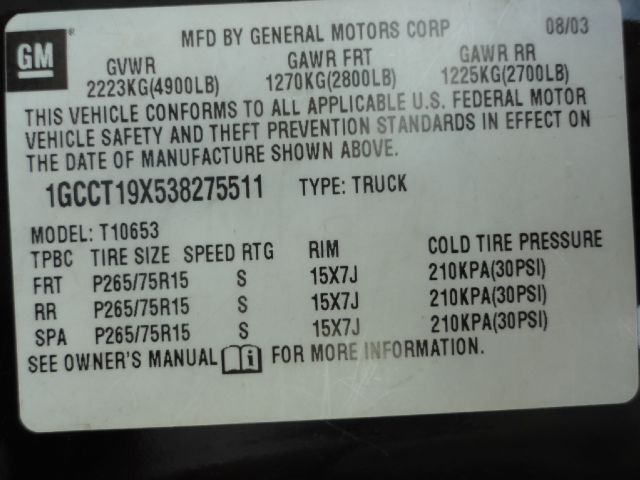 GM® MFD BY GENERAL MOTORS CORP 08/03
GVWR GAWR FRT GAWR RR
2223KG(4900LB) 1270KG(2800LB) 1225KG(2700LB)
THIS VEHICLE CONFORMS TO ALL APPLICABLE U.S. FEDERAL MOTOR
VEHICLE SAFETY AND THEFT PREVENTION STANDARDS IN EFFECT ON
THE DATE OF MANUFACTURE SHOWN ABOVE.
1GCCT19X538275511 TYPE: TRUCK
MODEL: T10653
TPBC TIRE SIZE SPEED RTG RIM COLD TIRE PRESSURE
FRT P265/75R15 S 15X7J 210KPA(30PSI)
RR P265/75R15 S 15X7J 210KPA(30PSI)
SPA P265/75R15 S 15X7J 210KPA(30PSI)
SEE OWNER'S MANUAL i FOR MORE INFORMATION.